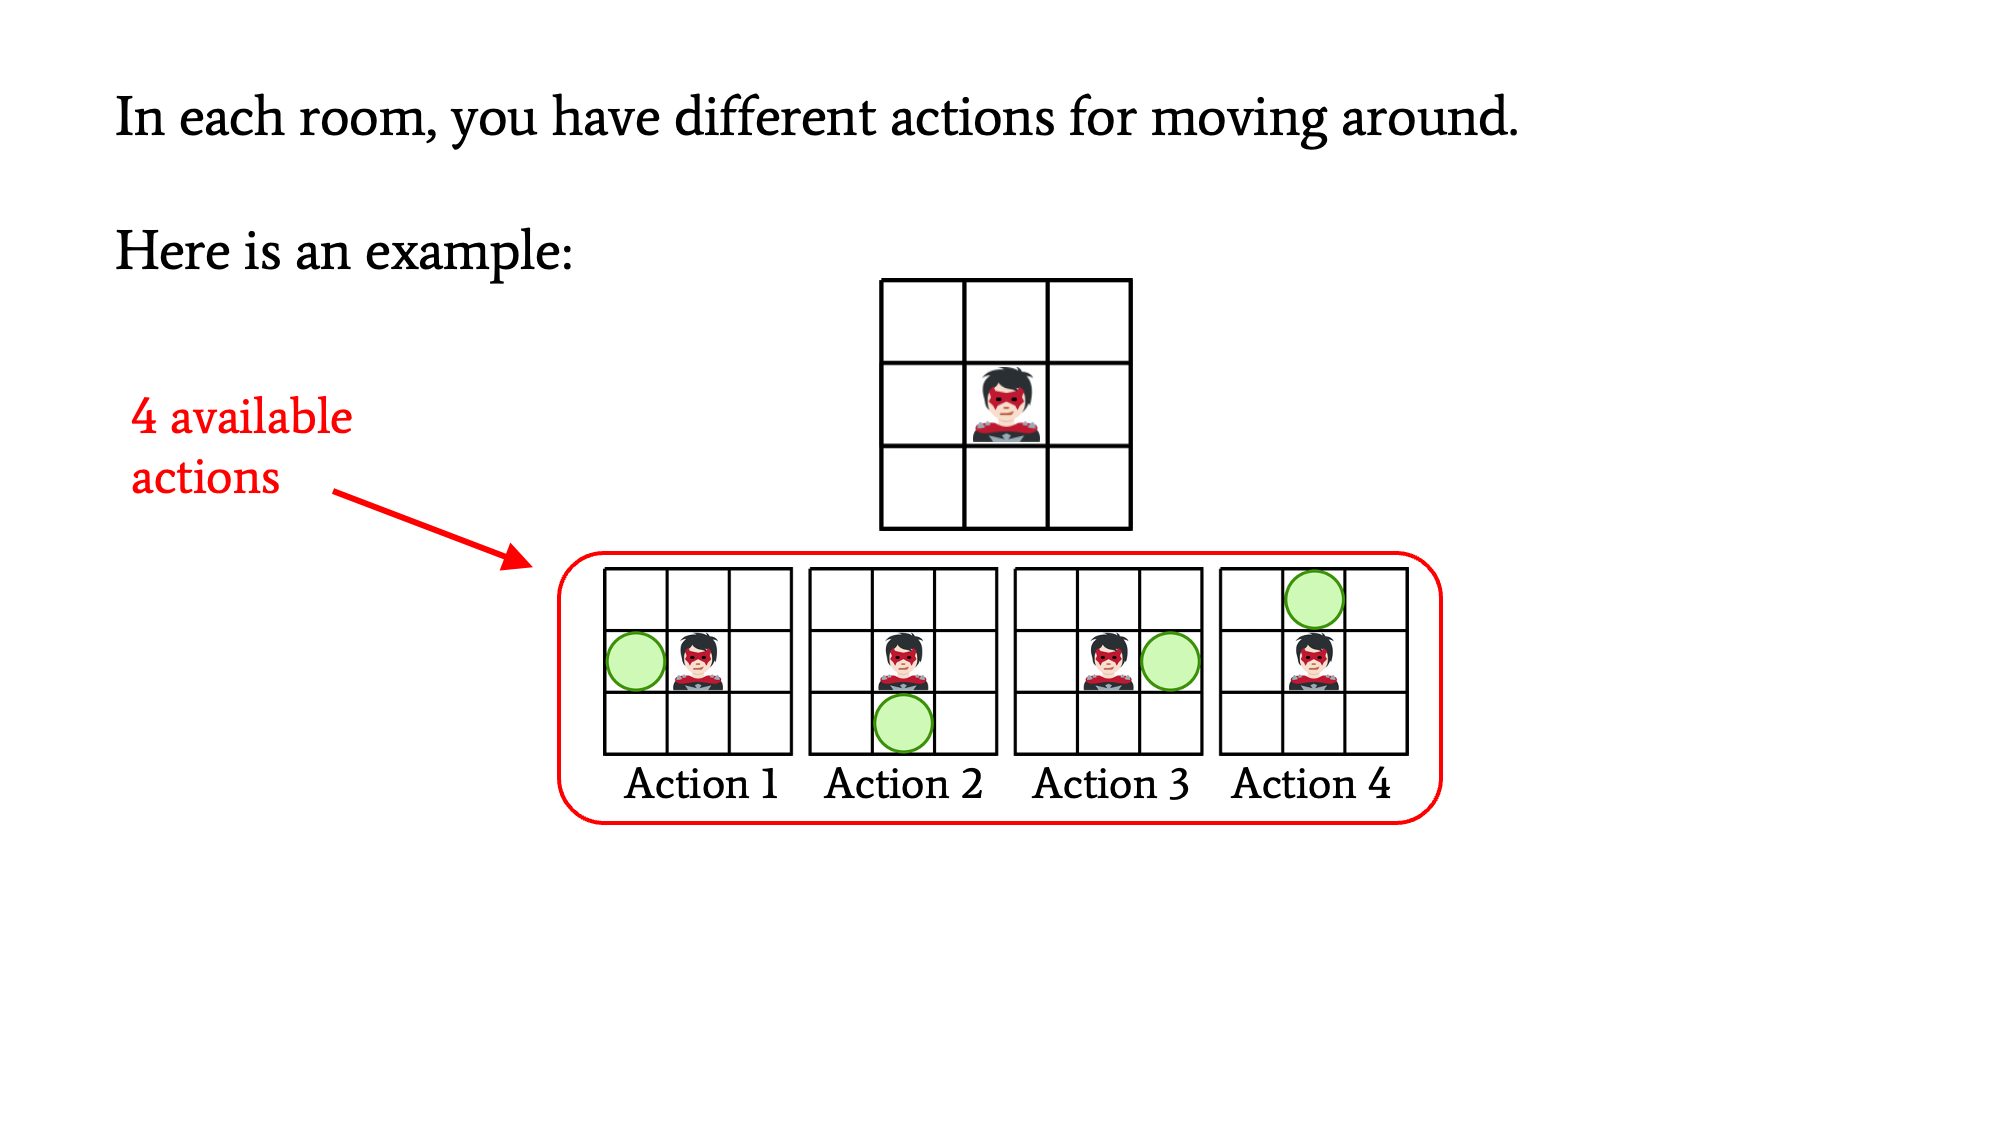 In each room, you have different actions for moving around.
Here is an example:
4 available
actions
Action 1
Action 2
Action 3
Action 4